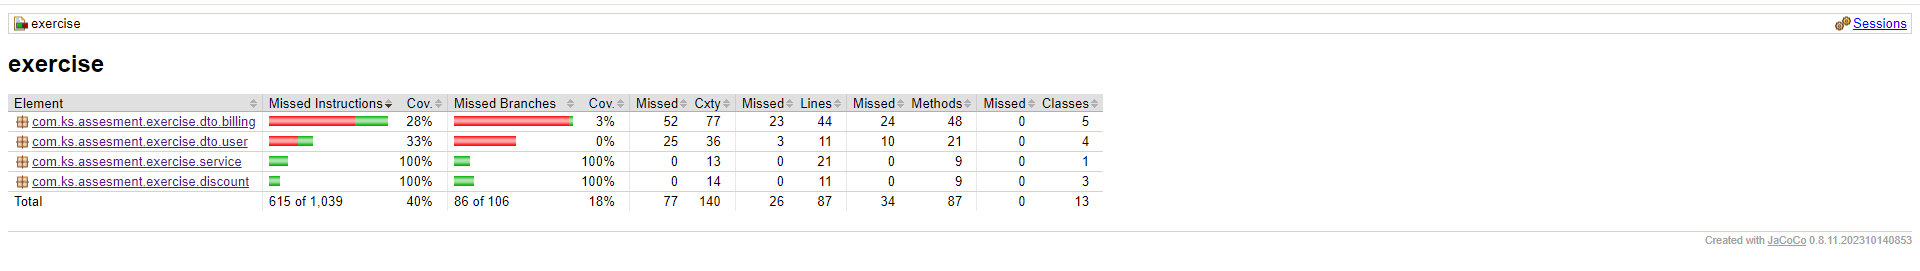 exercise
Sessions
exercise
Element Missed Instructions Cov. Missed Branches Cov. Missed Cxty Missed Lines Missed Methods Missed Classes
com.ks.assesment.exercise.dto.billing 28% 3% 52 77 23 44 24 48 0 5
com.ks.assesment.exercise.dto.user 33% 0% 25 36 3 11 10 21 0 4
com.ks.assesment.exercise.service 100% 100% 0 13 0 21 0 9 0 1
com.ks.assesment.exercise.discount 100% 100% 0 14 0 11 0 9 0 3
Total 615 of 1,039 40% 86 of 106 18% 77 140 26 87 34 87 0 13
Created with JaCoCo 0.8.11.202310140853